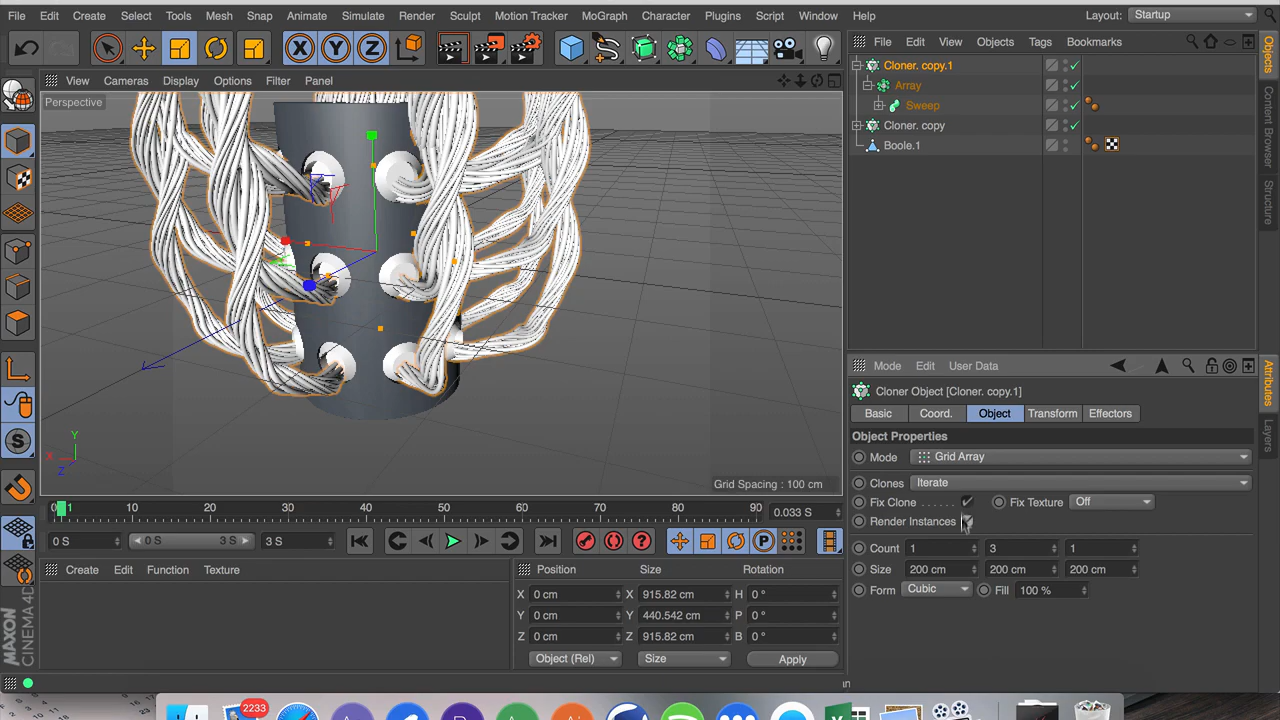 File Edit Create Select Tools Mesh Snap Animate Simulate Render Sculpt Motion Tracker MoGraph Character Plugins Script Window Help Layout: Startup
X Y Z
File Edit View Objects Tags Bookmarks
Objects
Content Browser
Structure
View Cameras Display Options Filter Panel
Perspective
Cloner. copy.1
Array
Sweep
Cloner. copy
Boole.1
Y
X
Z
Grid Spacing : 100 cm
Mode Edit User Data
Attributes
Layers
Cloner Object [Cloner. copy.1]
Basic Coord. Object Transform Effectors
Object Properties
Mode Grid Array
Clones Iterate
Fix Clone . . . . . . Fix Texture Off
Render Instances
Count 1 3 1
Size 200 cm 200 cm 200 cm
Form Cubic Fill 100 %
S
0 1 10 20 30 40 50 60 70 80 90 0.033 S
0 S 0 S 3 S 3 S
P
Create Edit Function Texture
Position Size Rotation
X 0 cm X 915.82 cm H 0 °
Y 0 cm Y 440.542 cm P 0 °
Z 0 cm Z 915.82 cm B 0 °
Object (Rel) Size Apply
MAXON
CINEMA 4D
2233